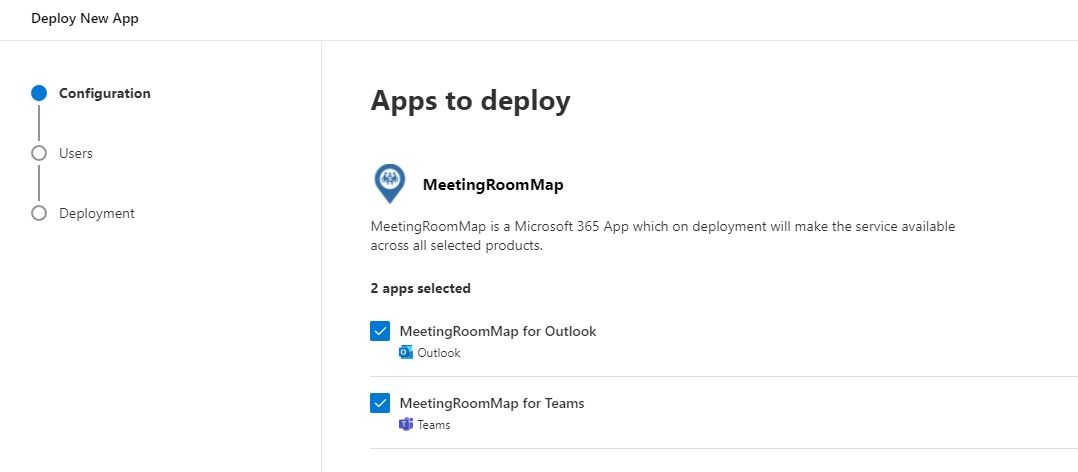 Deploy New App
Configuration
Users
Deployment
Apps to deploy
MeetingRoomMap
MeetingRoomMap is a Microsoft 365 App which on deployment will make the service available
across all selected products.
2 apps selected
MeetingRoomMap for Outlook
Outlook
MeetingRoomMap for Teams
Teams